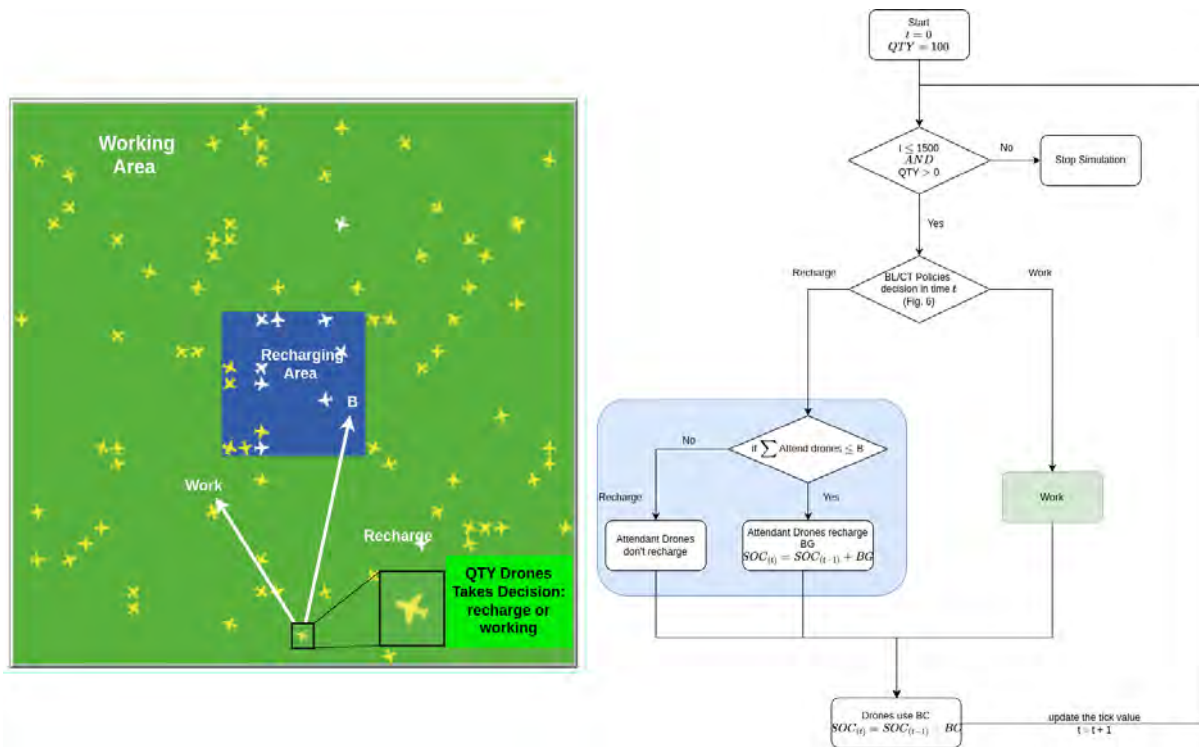 Working
Area
Recharging
Area
B
Work
Recharge
QTY Drones
Takes Decision:
recharge or
working
Start
t = 0
QTY = 100
t ≤ 1500
AND
QTY > 0
No
Stop Simulation
Yes
Recharge
BL/CT Policies
decision in time t
(Fig. 6)
Work
No
if ∑ Attend drones ≤ B
Recharge
Yes
Work
Attendant Drones
don't recharge
Attendant Drones recharge
BG
SOC(t) = SOC(t−1) + BG
Drones use BC
SOC(t) = SOC(t−1) − BC
update the tick value
t = t + 1